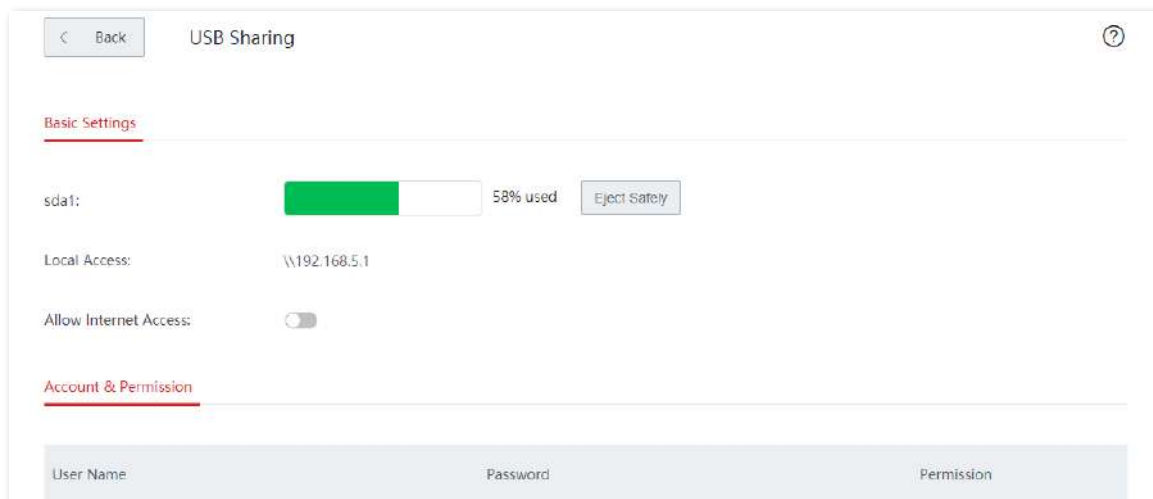 < Back USB Sharing ?
Basic Settings
sda1: 58% used Eject Safely
Local Access: \\192.168.5.1
Allow Internet Access:
Account & Permission
User Name Password Permission